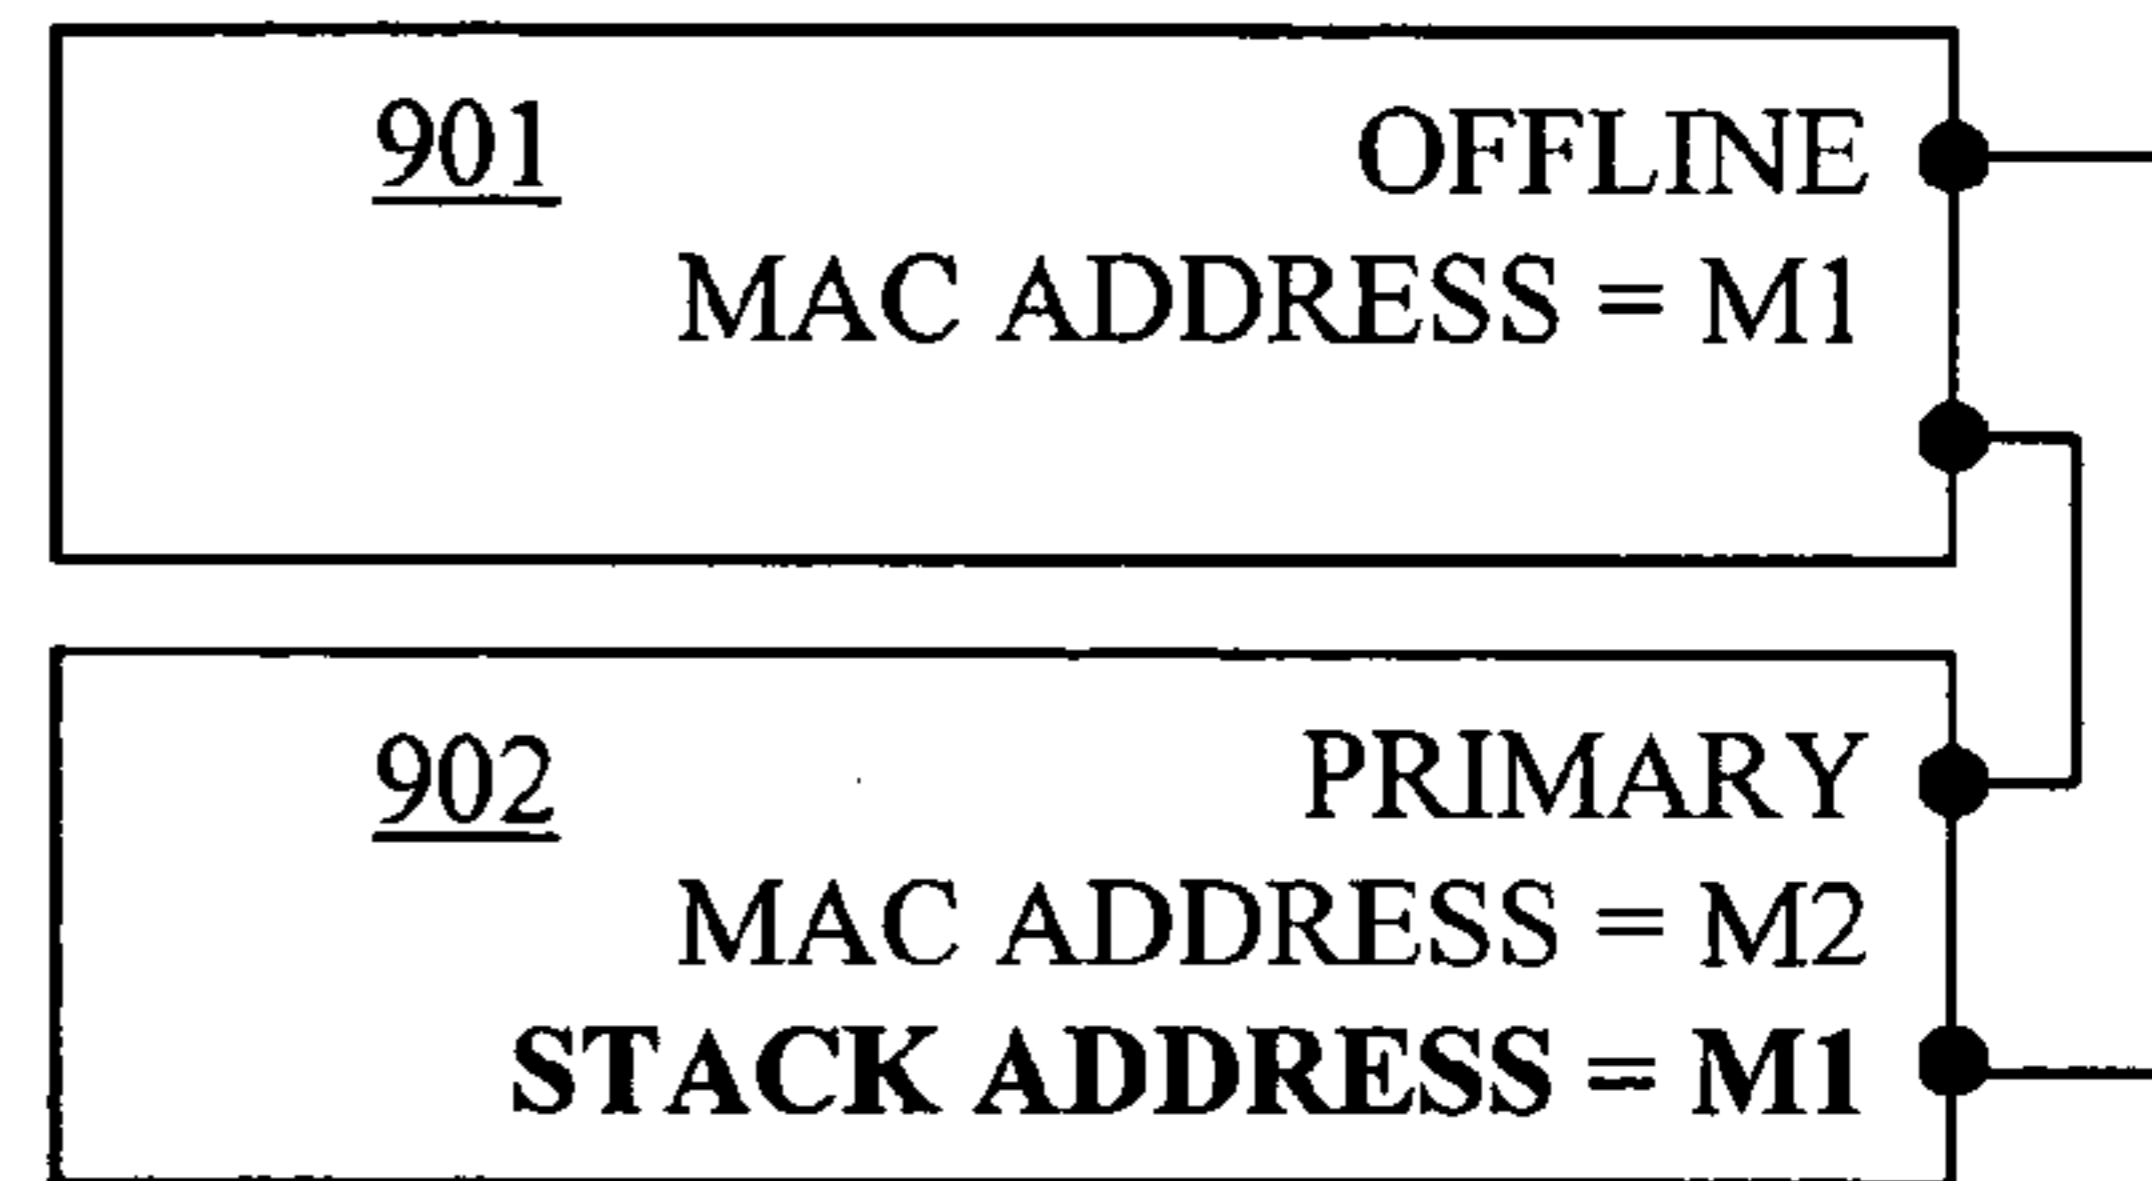 901 OFFLINE
MAC ADDRESS = M1
902 PRIMARY
MAC ADDRESS = M2
STACK ADDRESS = M1